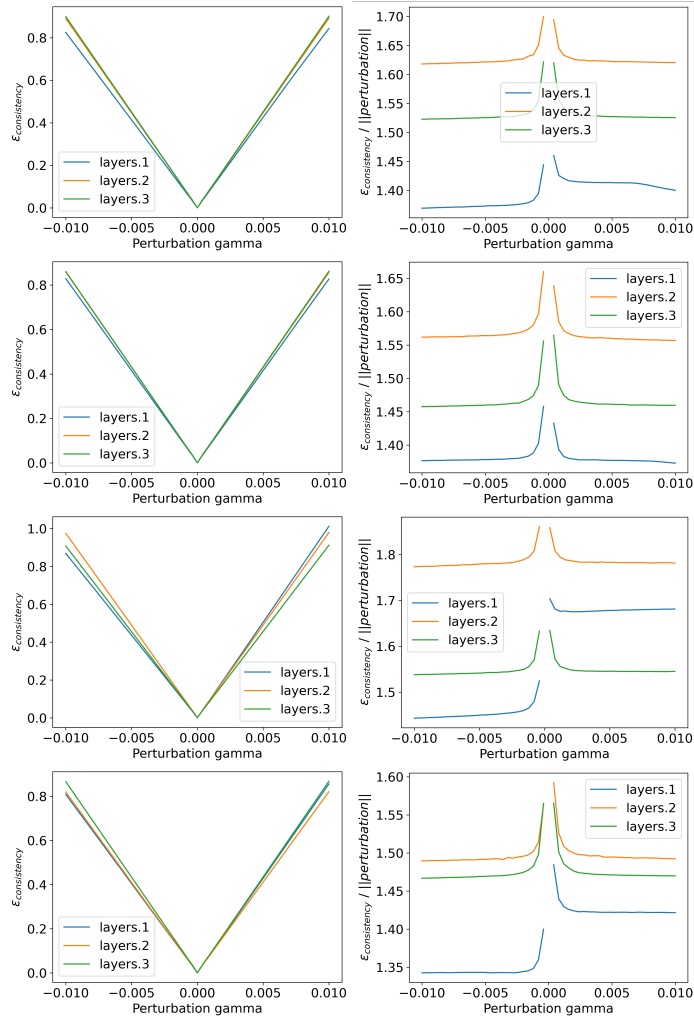 ε_consistency
0.8
0.6
0.4
0.2
0.0
layers.1
layers.2
layers.3
−0.010 −0.005 0.000 0.005 0.010
Perturbation gamma
ε_consistency / ||perturbation||
1.70
1.65
1.60
1.55
1.50
1.45
1.40
layers.1
layers.2
layers.3
−0.010 −0.005 0.000 0.005 0.010
Perturbation gamma
ε_consistency
0.8
0.6
0.4
0.2
0.0
layers.1
layers.2
layers.3
−0.010 −0.005 0.000 0.005 0.010
Perturbation gamma
ε_consistency / ||perturbation||
1.65
1.60
1.55
1.50
1.45
1.40
layers.1
layers.2
layers.3
−0.010 −0.005 0.000 0.005 0.010
Perturbation gamma
ε_consistency
1.0
0.8
0.6
0.4
0.2
0.0
layers.1
layers.2
layers.3
−0.010 −0.005 0.000 0.005 0.010
Perturbation gamma
ε_consistency / ||perturbation||
1.8
1.7
1.6
1.5
layers.1
layers.2
layers.3
−0.010 −0.005 0.000 0.005 0.010
Perturbation gamma
ε_consistency
0.8
0.6
0.4
0.2
0.0
layers.1
layers.2
layers.3
−0.010 −0.005 0.000 0.005 0.010
Perturbation gamma
ε_consistency / ||perturbation||
1.60
1.55
1.50
1.45
1.40
1.35
layers.1
layers.2
layers.3
−0.010 −0.005 0.000 0.005 0.010
Perturbation gamma